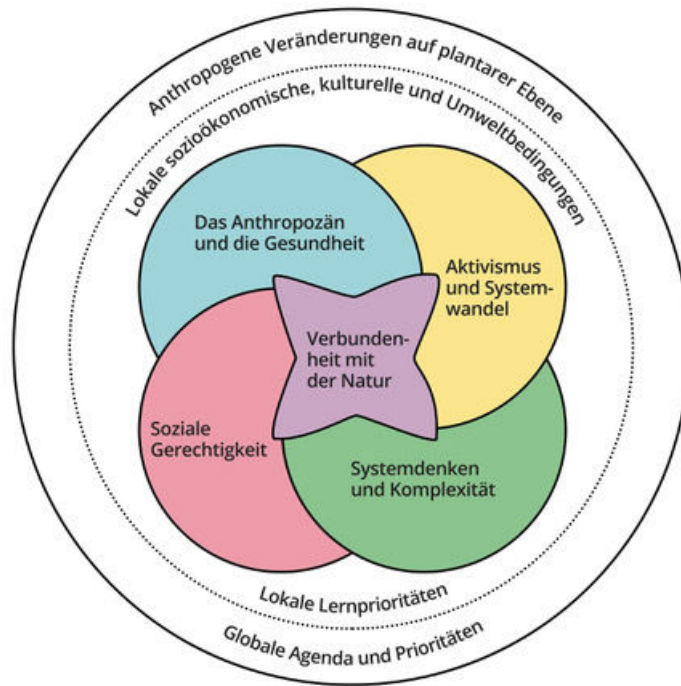 Anthropogene Veränderungen auf plantarer Ebene
Lokale sozioökonomische, kulturelle und Umweltbedingungen
Das Anthropozän
und die Gesundheit
Aktivismus
und System-
wandel
Verbunden-
heit mit
der Natur
Soziale
Gerechtigkeit
Systemdenken
und Komplexität
Lokale Lernprioritäten
Globale Agenda und Prioritäten